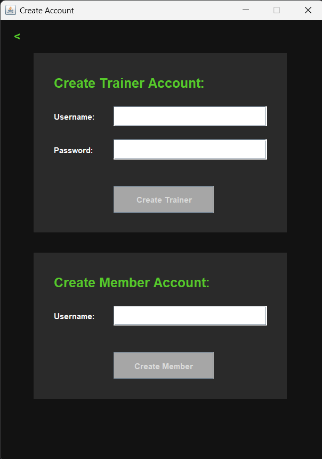 Create Account
<
Create Trainer Account:
Username:
Password:
Create Trainer
Create Member Account:
Username:
Create Member